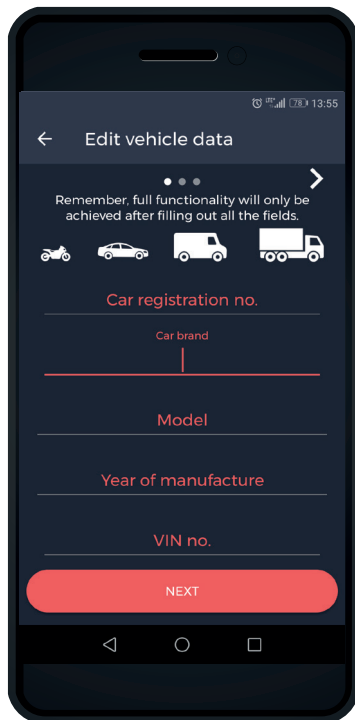 78 13:55
Edit vehicle data
Remember, full functionality will only be
achieved after filling out all the fields.
Car registration no.
Car brand
Model
Year of manufacture
VIN no.
NEXT